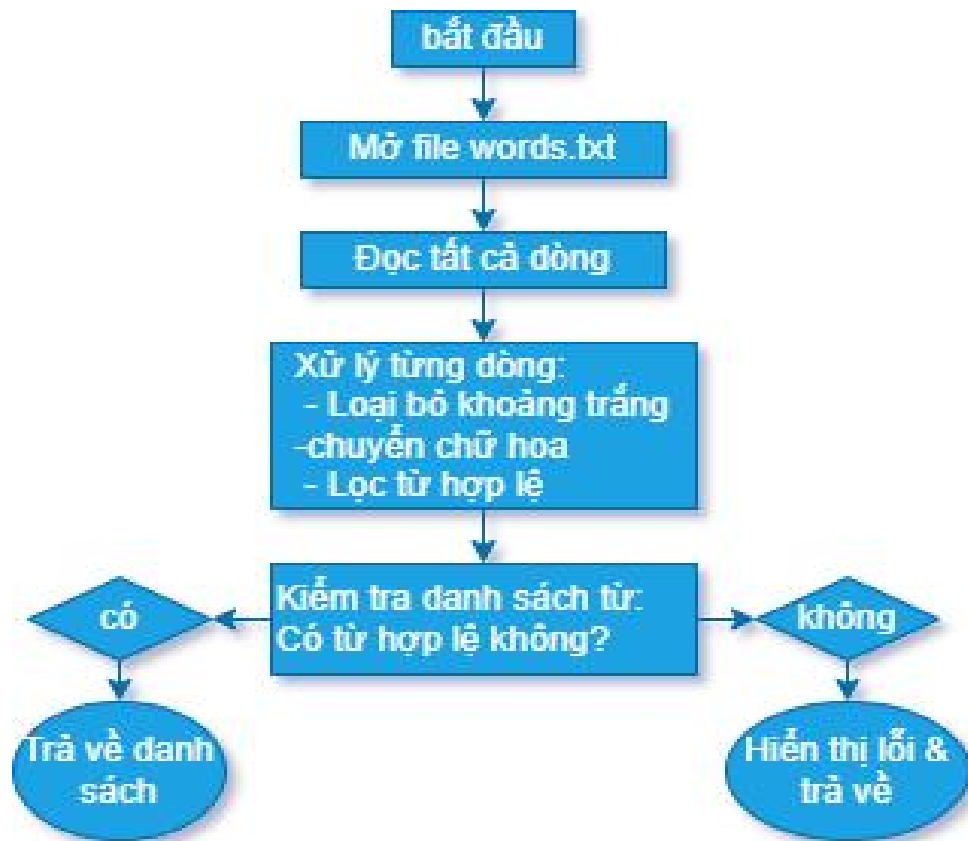 bắt đầu
Mở file words.txt
Đọc tất cả dòng
Xử lý từng dòng:
- Loại bỏ khoảng trắng
-chuyển chữ hoa
- Lọc từ hợp lệ
Kiểm tra danh sách từ:
Có từ hợp lệ không?
có
không
Trả về danh
sách
Hiển thị lỗi &
trả về